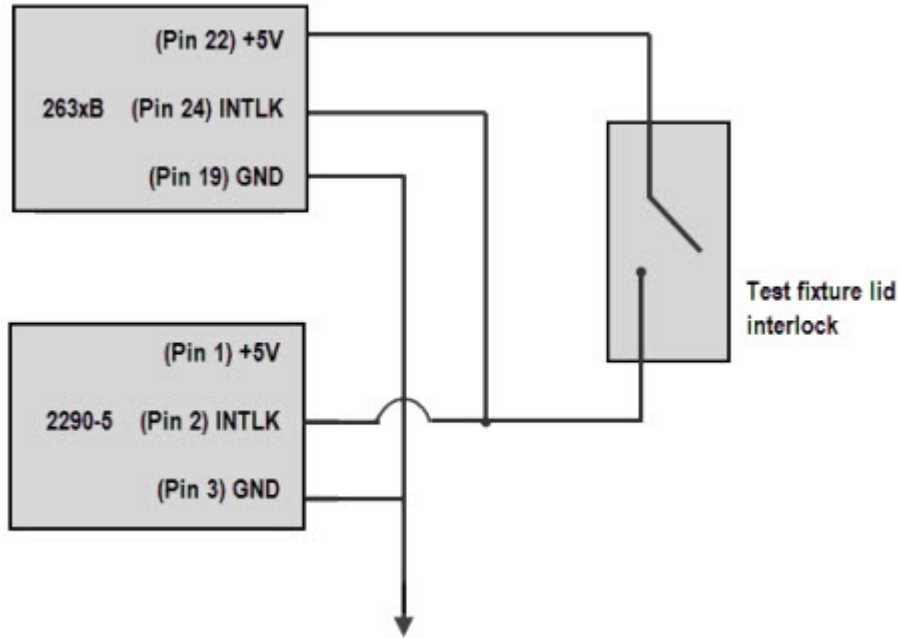 (Pin 22) +5V
263xB (Pin 24) INTLK
(Pin 19) GND
(Pin 1) +5V
2290-5 (Pin 2) INTLK
(Pin 3) GND
Test fixture lid
interlock